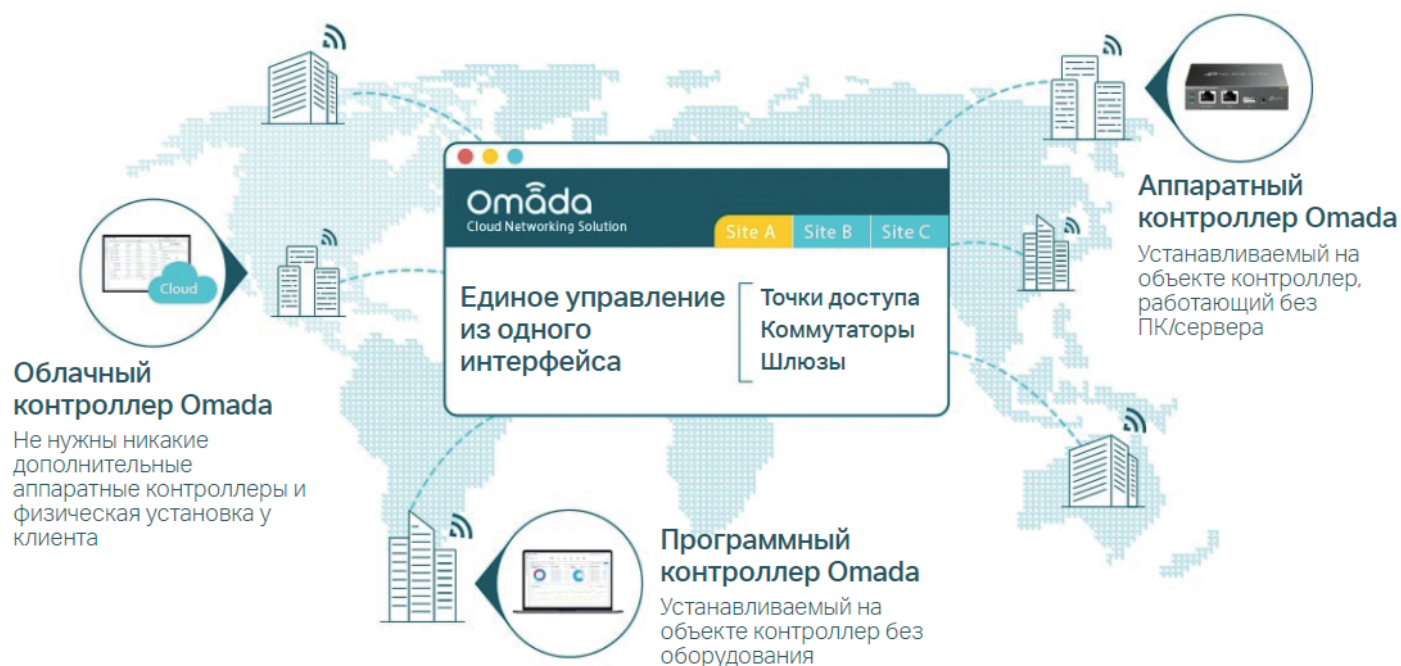 Omada
Cloud Networking Solution
Site A
Site B
Site C
Единое управление
из одного
интерфейса
Точки доступа
Коммутаторы
Шлюзы
Cloud
Облачный
контроллер Omada
Не нужны никакие
дополнительные
аппаратные контроллеры и
физическая установка у
клиента
Аппаратный
контроллер Omada
Устанавливаемый на
объекте контроллер,
работающий без
ПК/сервера
Программный
контроллер Omada
Устанавливаемый на
объекте контроллер без
оборудования